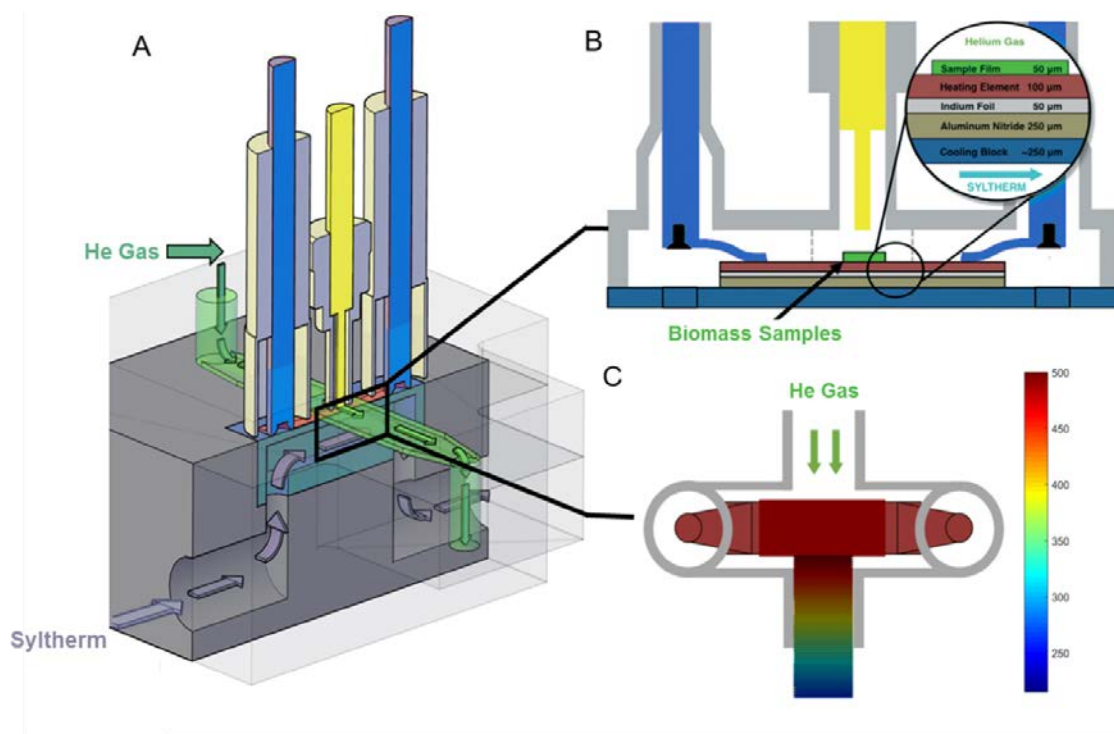 A
He Gas
Syltherm
B
Helium Gas
Sample Film 50 µm
Heating Element 100 µm
Indium Foil 50 µm
Aluminum Nitride 250 µm
Cooling Block ~250 µm
SYLTHERM
Biomass Samples
C
He Gas
500
450
400
350
300
250